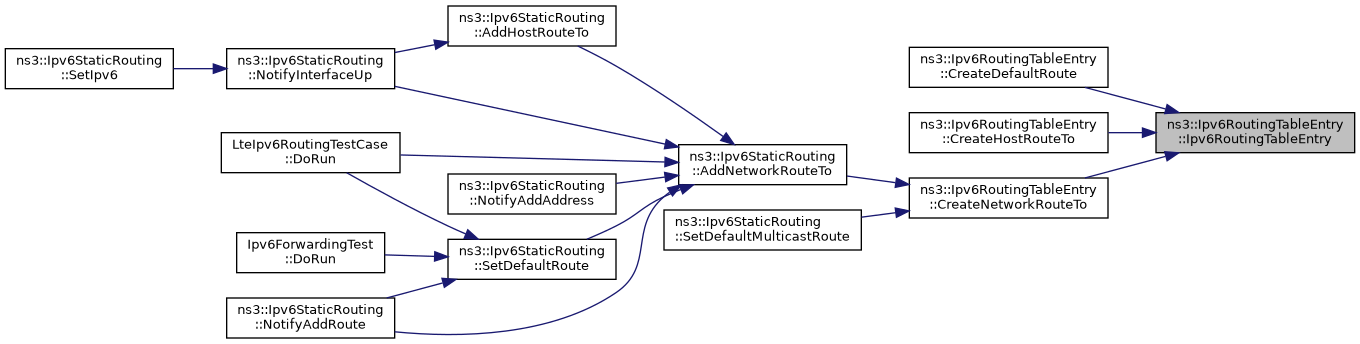 ns3::Ipv6StaticRouting
::SetIpv6
ns3::Ipv6StaticRouting
::NotifyInterfaceUp
ns3::Ipv6StaticRouting
::AddHostRouteTo
LteIpv6RoutingTestCase
::DoRun
ns3::Ipv6StaticRouting
::NotifyAddAddress
Ipv6ForwardingTest
::DoRun
ns3::Ipv6StaticRouting
::SetDefaultRoute
ns3::Ipv6StaticRouting
::NotifyAddRoute
ns3::Ipv6StaticRouting
::AddNetworkRouteTo
ns3::Ipv6StaticRouting
::SetDefaultMulticastRoute
ns3::Ipv6RoutingTableEntry
::CreateDefaultRoute
ns3::Ipv6RoutingTableEntry
::CreateHostRouteTo
ns3::Ipv6RoutingTableEntry
::CreateNetworkRouteTo
ns3::Ipv6RoutingTableEntry
::Ipv6RoutingTableEntry